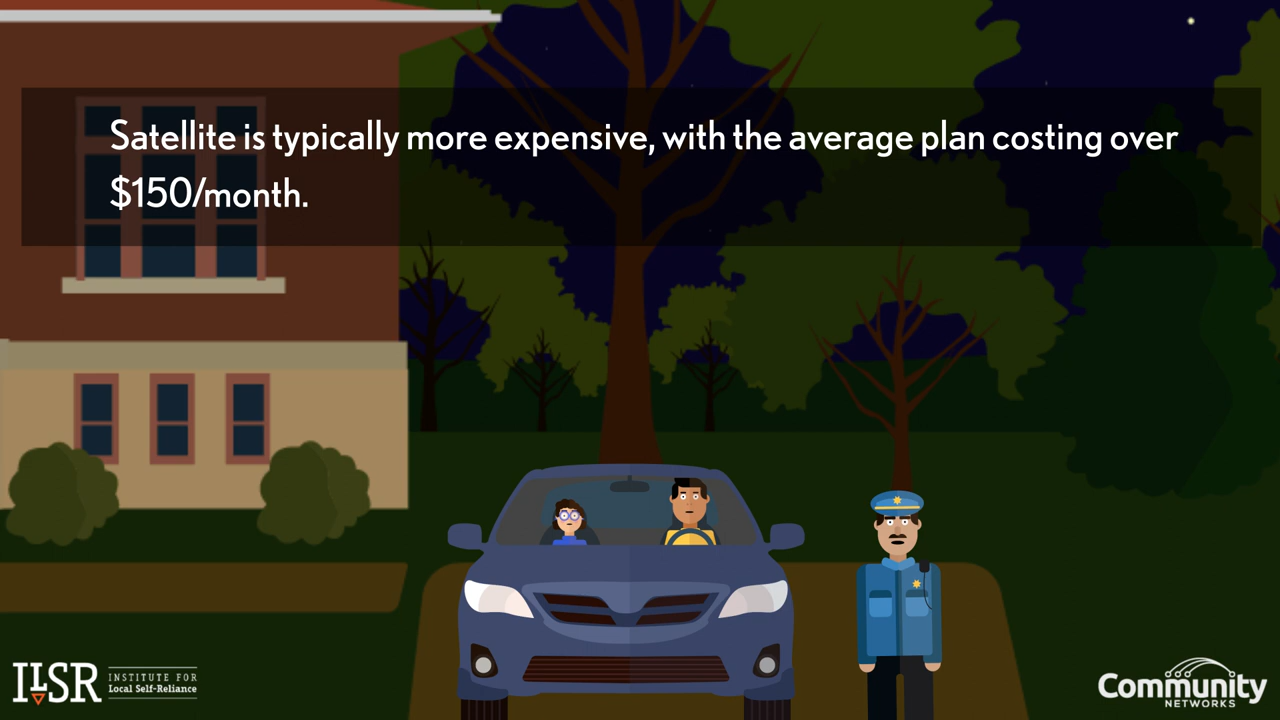 Satellite is typically more expensive, with the average plan costing over
$150/month.
ILSR
INSTITUTE FOR
Local Self-Reliance
Community
NETWORKS